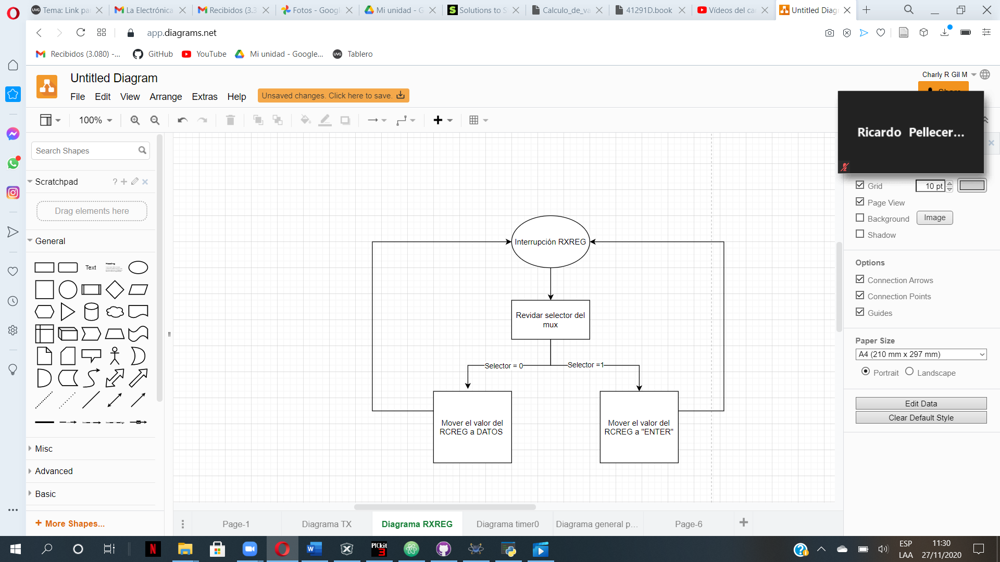 Tema: Link pa
La Electrónica
Recibidos (3.3
Fotos - Googl
Mi unidad - G
Solutions to S
Calculo_de_va
41291D.book
Vídeos del ca
Untitled Diag
app.diagrams.net
Recibidos (3.080) -...
GitHub
YouTube
Mi unidad - Google...
UVG
Tablero
Untitled Diagram
Charly R Gil M
File
Edit
View
Arrange
Extras
Help
Unsaved changes. Click here to save.
100%
Ricardo Pellecer...
Search Shapes
Scratchpad
?
Drag elements here
General
Text
Heading
Misc
Advanced
Basic
+ More Shapes...
Interrupción RXREG
Revidar selector del
mux
Selector = 0
Selector =1
Mover el valor del
RCREG a DATOS
Mover el valor del
RCREG a "ENTER"
Grid
10 pt
Page View
Background
Image
Shadow
Options
Connection Arrows
Connection Points
Guides
Paper Size
A4 (210 mm x 297 mm)
Portrait
Landscape
Edit Data
Clear Default Style
Page-1
Diagrama TX
Diagrama RXREG
Diagrama timer0
Diagrama general p...
Page-6
N
W
PICkit
3
ESP
LAA
11:30
27/11/2020